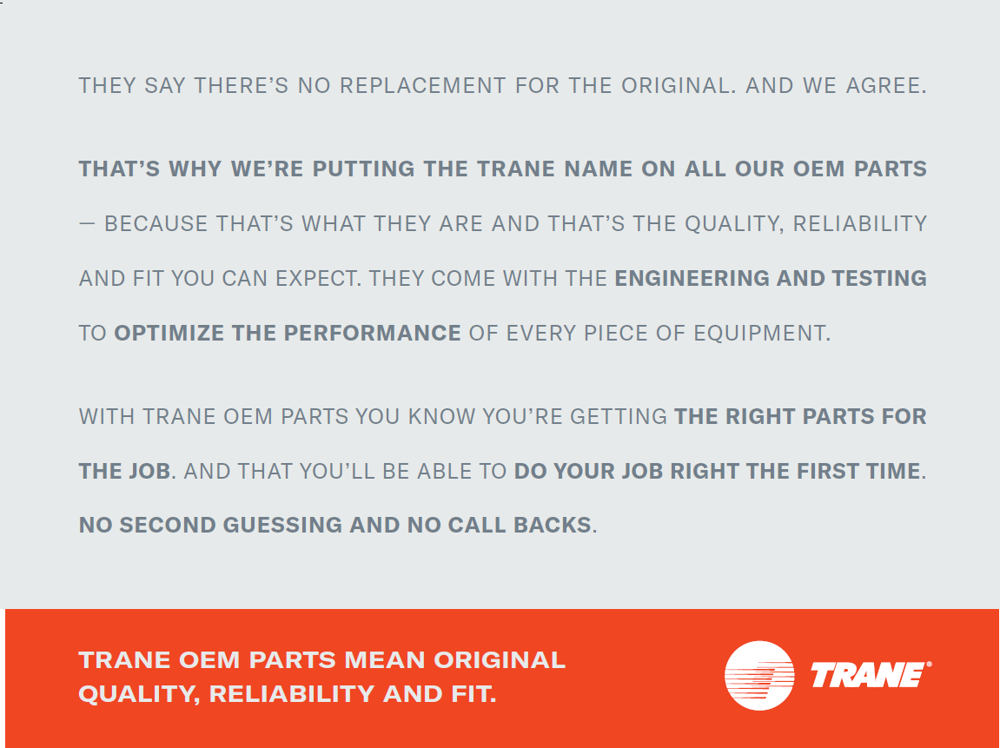 THEY SAY THERE'S NO REPLACEMENT FOR THE ORIGINAL. AND WE AGREE.
THAT'S WHY WE'RE PUTTING THE TRANE NAME ON ALL OUR OEM PARTS
— BECAUSE THAT'S WHAT THEY ARE AND THAT'S THE QUALITY, RELIABILITY
AND FIT YOU CAN EXPECT. THEY COME WITH THE ENGINEERING AND TESTING
TO OPTIMIZE THE PERFORMANCE OF EVERY PIECE OF EQUIPMENT.
WITH TRANE OEM PARTS YOU KNOW YOU'RE GETTING THE RIGHT PARTS FOR
THE JOB. AND THAT YOU'LL BE ABLE TO DO YOUR JOB RIGHT THE FIRST TIME.
NO SECOND GUESSING AND NO CALL BACKS.
TRANE OEM PARTS MEAN ORIGINAL
QUALITY, RELIABILITY AND FIT.
TRANE®